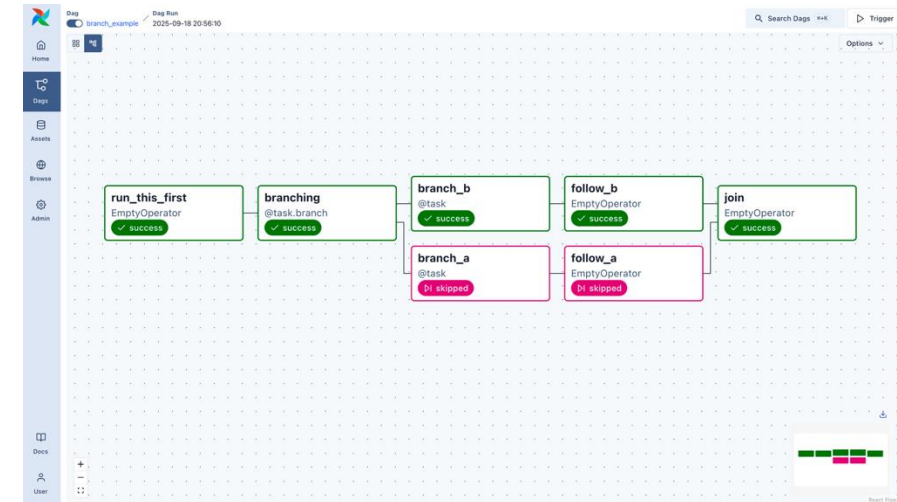 Dag
branch_example
/
Dag Run
2025-09-18 20:56:10
Search Dags
⌘+K
Trigger
Options
Home
Dags
Assets
Browse
Admin
Docs
User
run_this_first
EmptyOperator
success
branching
@task.branch
success
branch_b
@task
success
follow_b
EmptyOperator
success
join
EmptyOperator
success
branch_a
@task
skipped
follow_a
EmptyOperator
skipped
+
−
React Flow